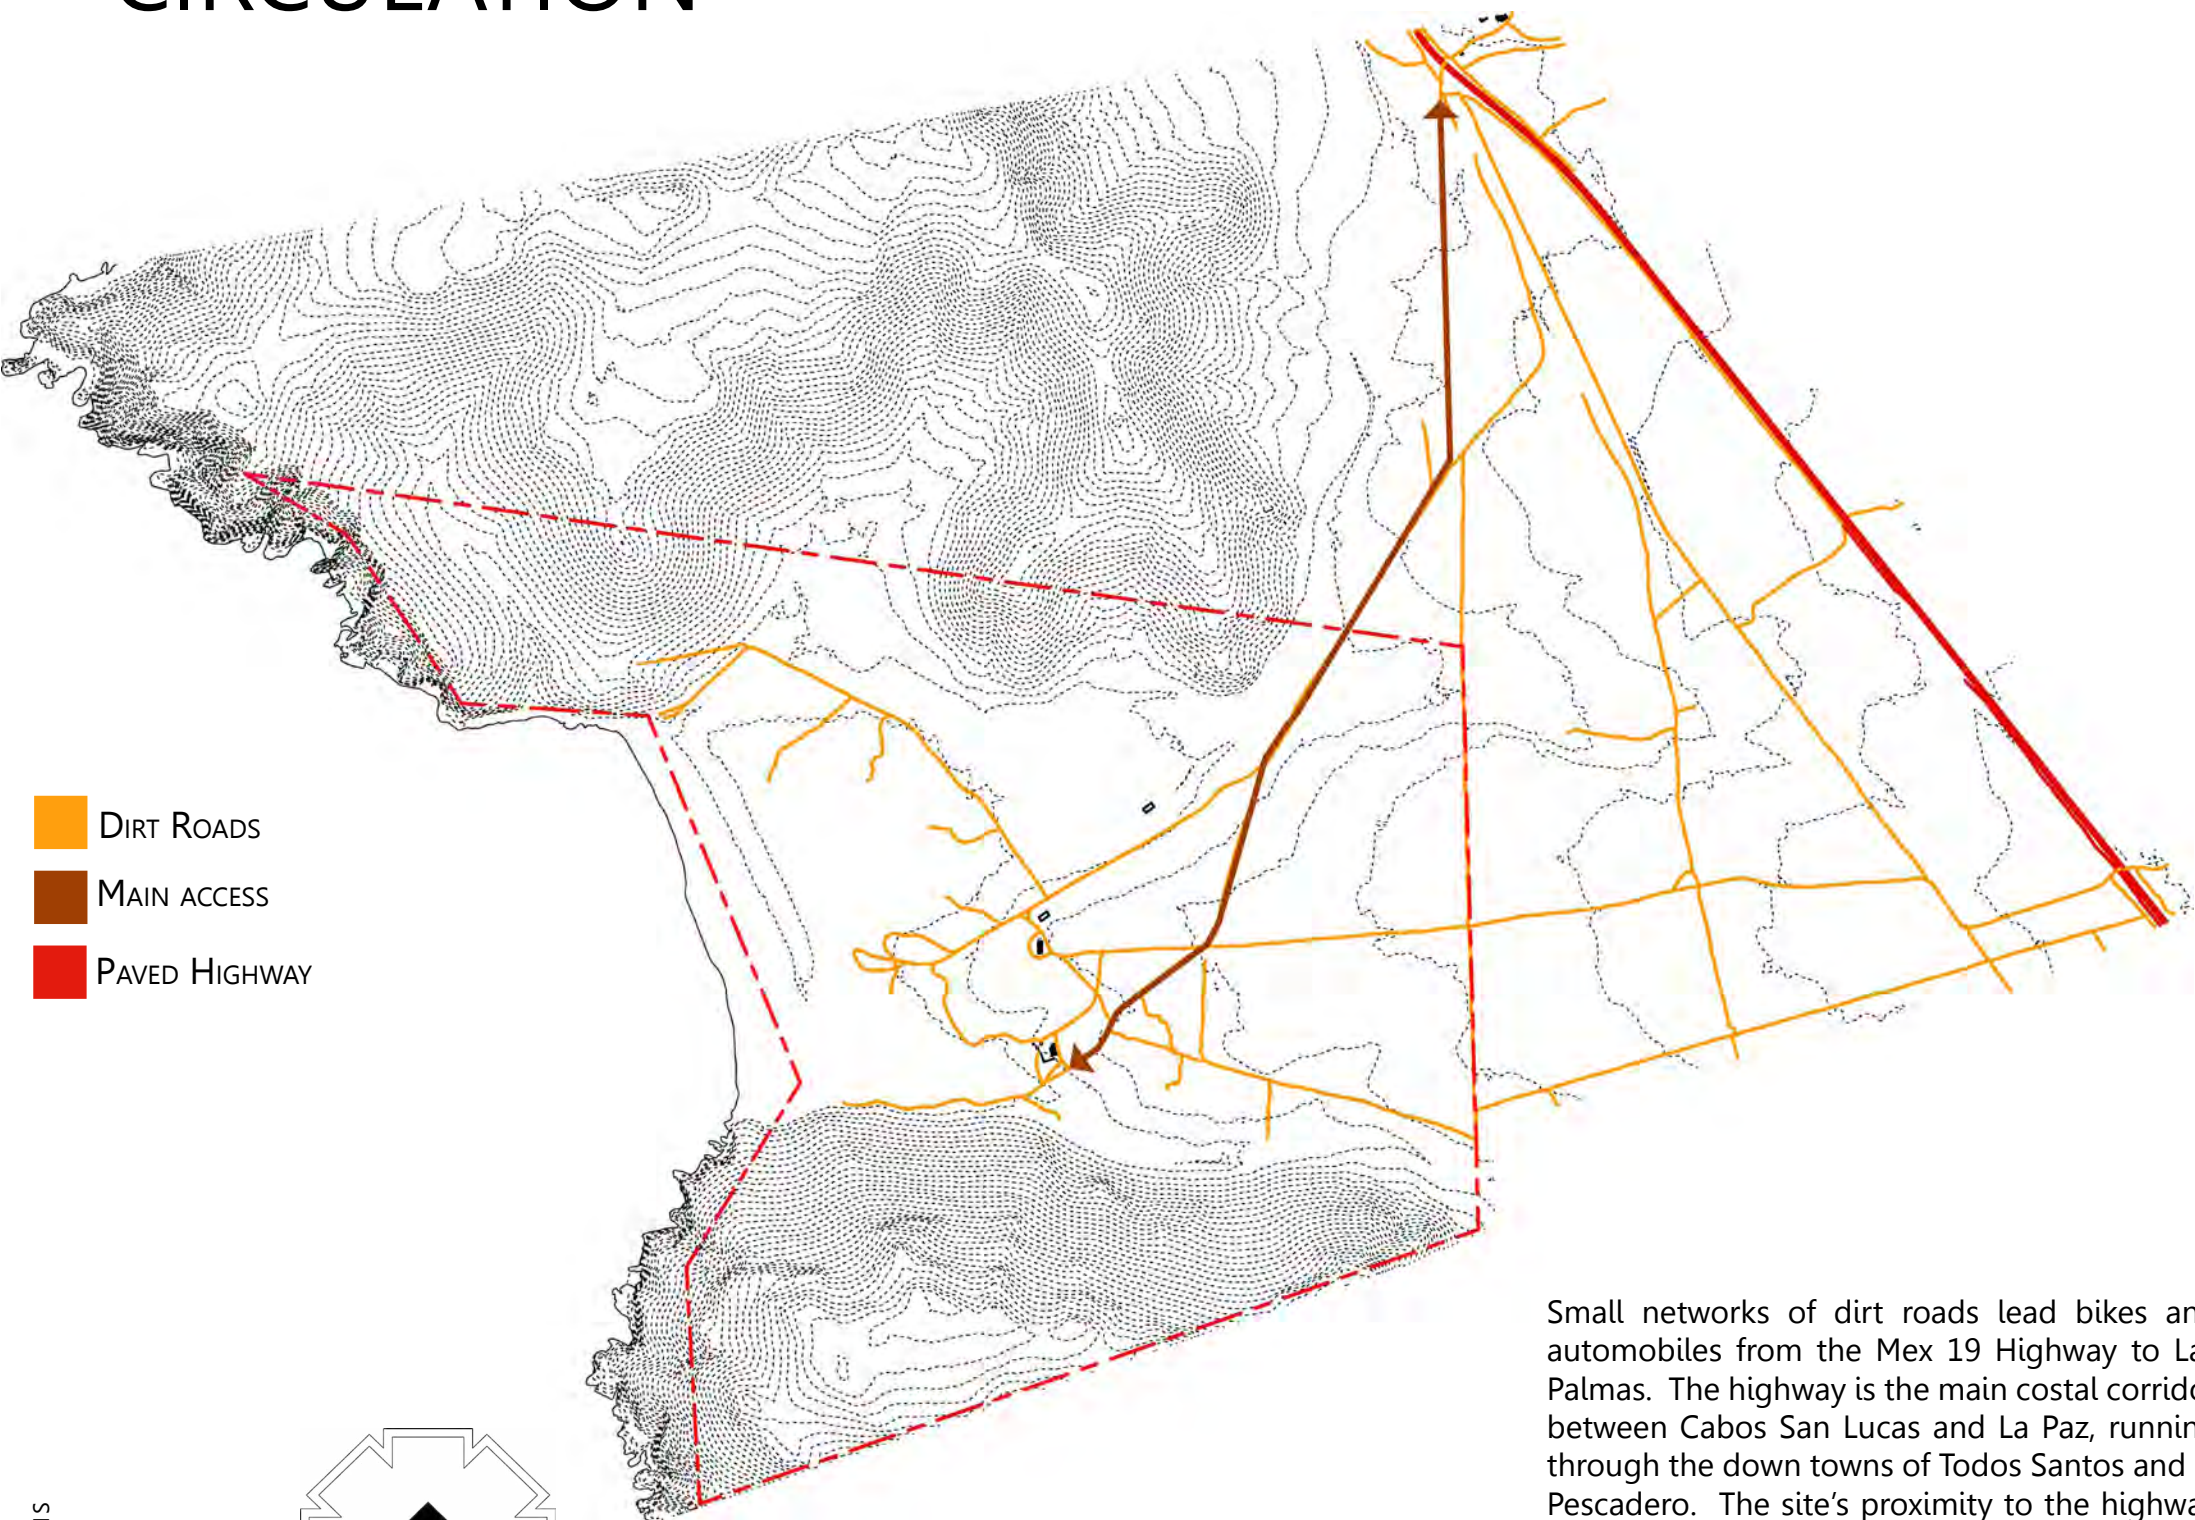 CIRCULATION
Dirt Roads
Main access
Paved Highway
Small networks of dirt roads lead bikes an
automobiles from the Mex 19 Highway to La
Palmas. The highway is the main costal corrido
between Cabos San Lucas and La Paz, runnin
through the down towns of Todos Santos and
Pescadero. The site's proximity to the highwa